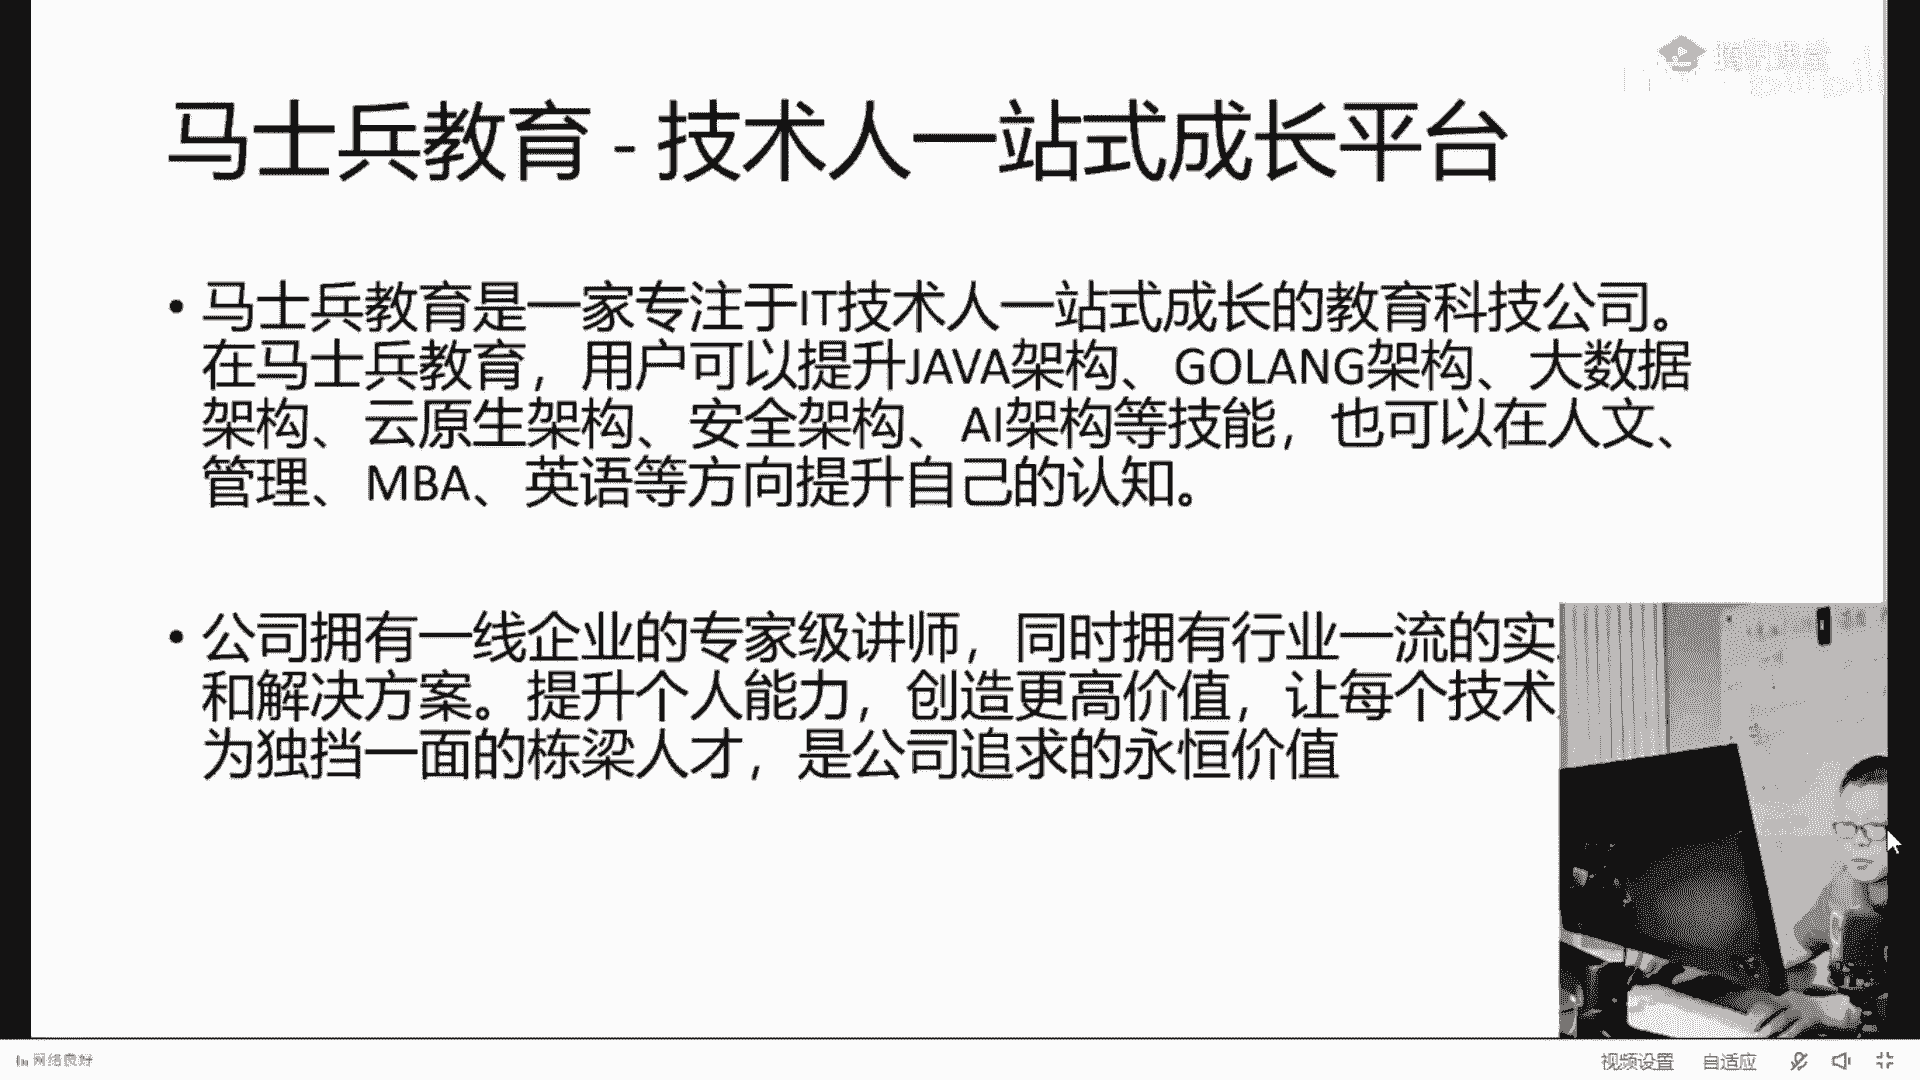 马士兵教育 - 技术人一站式成长平台
• 马士兵教育是一家专注于IT技术人一站式成长的教育科技公司。
在马士兵教育，用户可以提升JAVA架构、GOLANG架构、大数据
架构、云原生架构、安全架构、AI架构等技能，也可以在人文、
管理、MBA、英语等方向提升自己的认知。
• 公司拥有一线企业的专家级讲师，同时拥有行业一流的实
和解决方案。提升个人能力，创造更高价值，让每个技术
为独挡一面的栋梁人才，是公司追求的永恒价值
网络良好
视频设置 自适应